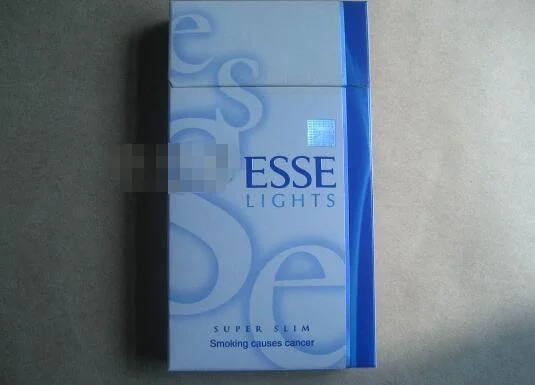 e
s
s
e
ESSE
LIGHTS
SUPER SLIM
Smoking causes cancer